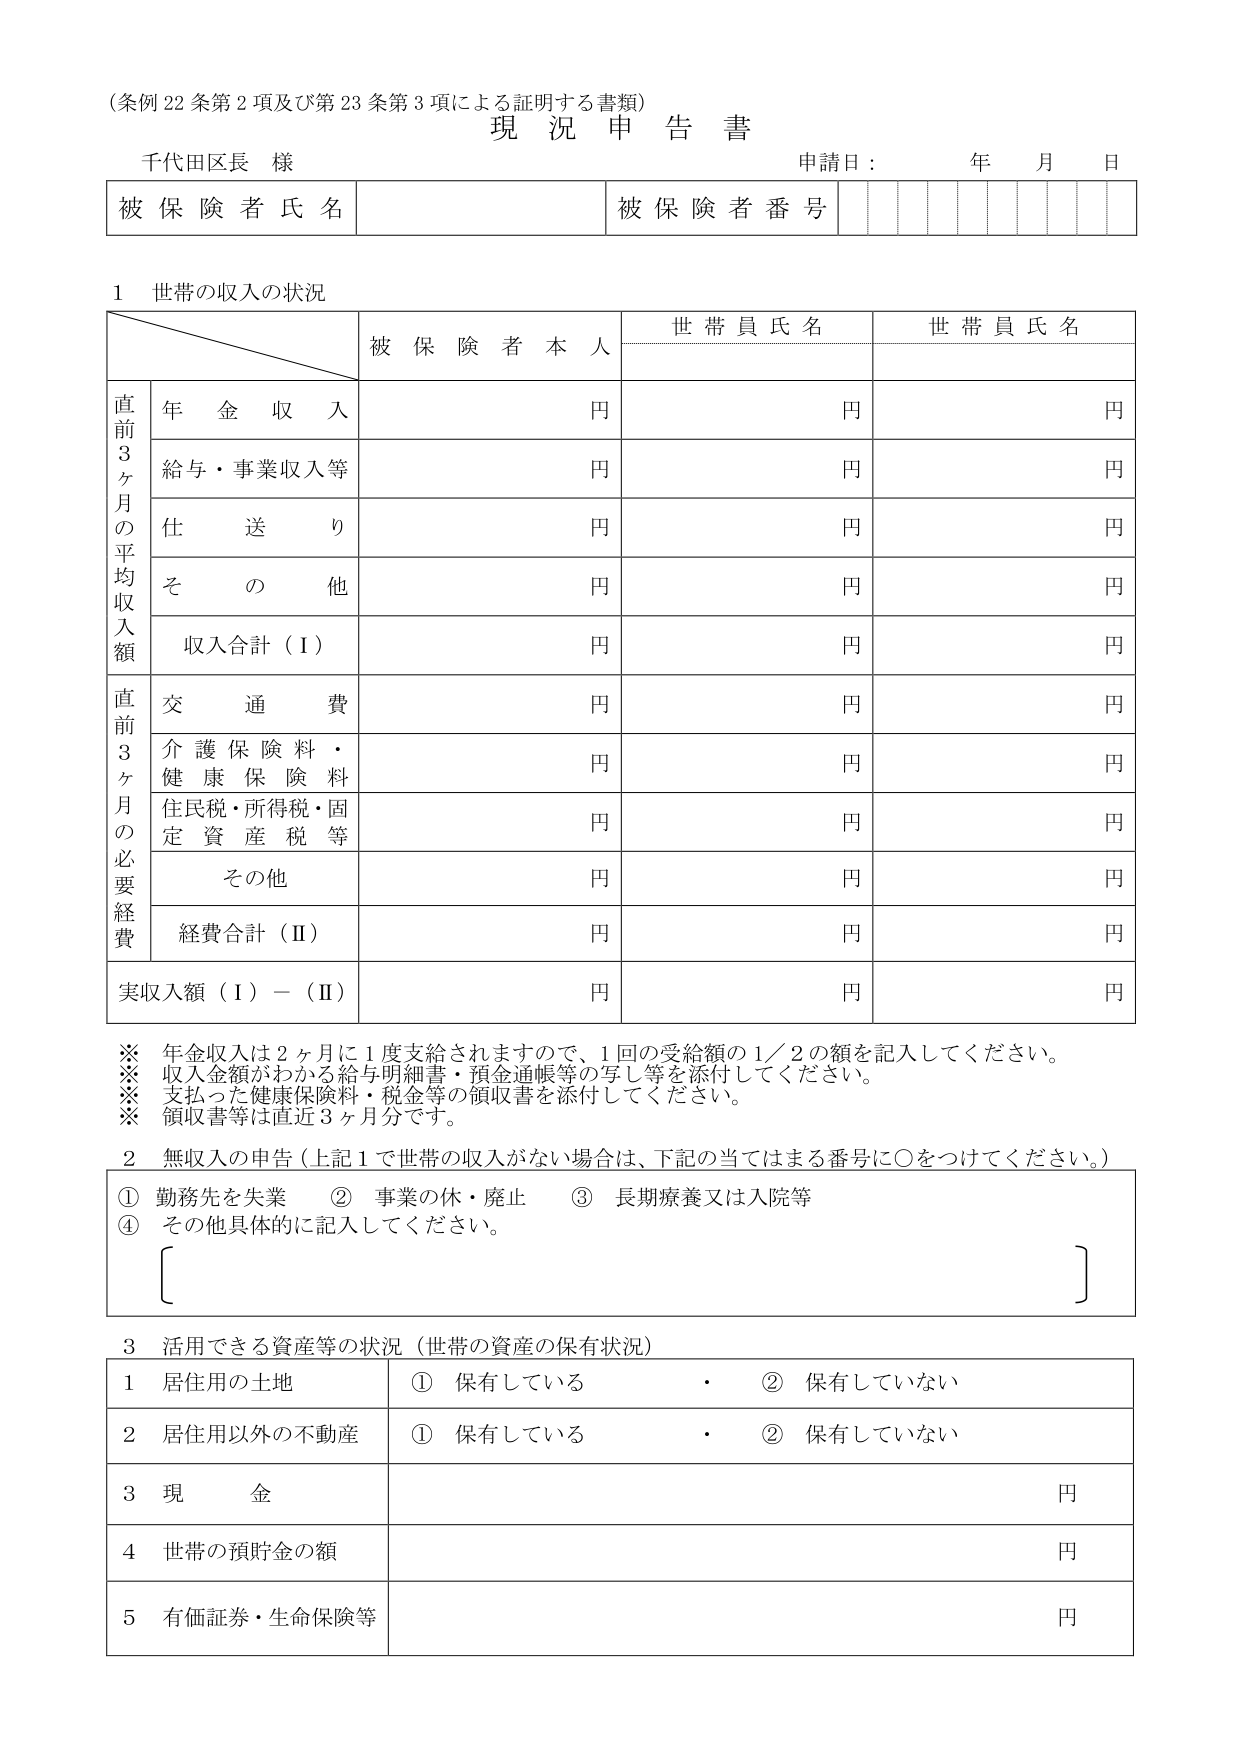 （条例 22 条第 2 項及び第 23 条第 3 項による証明する書類）
現　況　申　告　書
千代田区長　様　　申請日：　　年　　月　　日
被保険者氏名　　被保険者番号
1　世帯の収入の状況
被保険者本人　世帯員氏名　世帯員氏名
直前３ヶ月の平均収入額
年金収入　円　円　円
給与・事業収入等　円　円　円
仕送り　円　円　円
その他　円　円　円
収入合計（Ⅰ）　円　円　円
直前３ヶ月の必要経費
交通費　円　円　円
介護保険料・
健康保険料　円　円　円
住民税・所得税・固
定資産税等　円　円　円
その他　円　円　円
経費合計（Ⅱ）　円　円　円
実収入額（Ⅰ）－（Ⅱ）　円　円　円
※　年金収入は２ヶ月に１度支給されますので、１回の受給額の１／２の額を記入してください。
※　収入金額がわかる給与明細書・預金通帳等の写し等を添付してください。
※　支払った健康保険料・税金等の領収書を添付してください。
※　領収書等は直近３ヶ月分です。
２　無収入の申告（上記１で世帯の収入がない場合は、下記の当てはまる番号に○をつけてください。）
①　勤務先を失業　　②　事業の休・廃止　　③　長期療養又は入院等
④　その他具体的に記入してください。
３　活用できる資産等の状況（世帯の資産の保有状況）
１　居住用の土地　①　保有している　・　②　保有していない
２　居住用以外の不動産　①　保有している　・　②　保有していない
３　現　　金　円
４　世帯の預貯金の額　円
５　有価証券・生命保険等　円